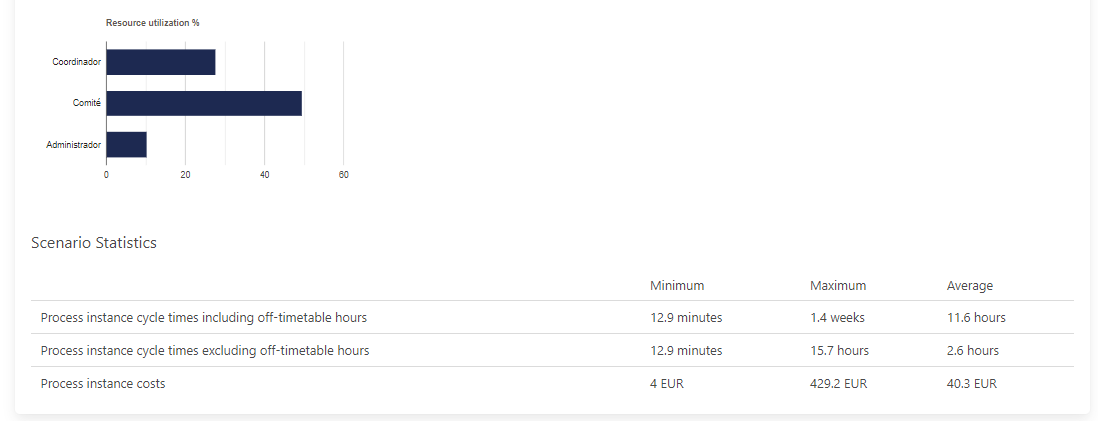 Resource utilization %
Coordinador
Comité
Administrador
0 20 40 60
Scenario Statistics
Minimum Maximum Average
Process instance cycle times including off-timetable hours 12.9 minutes 1.4 weeks 11.6 hours
Process instance cycle times excluding off-timetable hours 12.9 minutes 15.7 hours 2.6 hours
Process instance costs 4 EUR 429.2 EUR 40.3 EUR